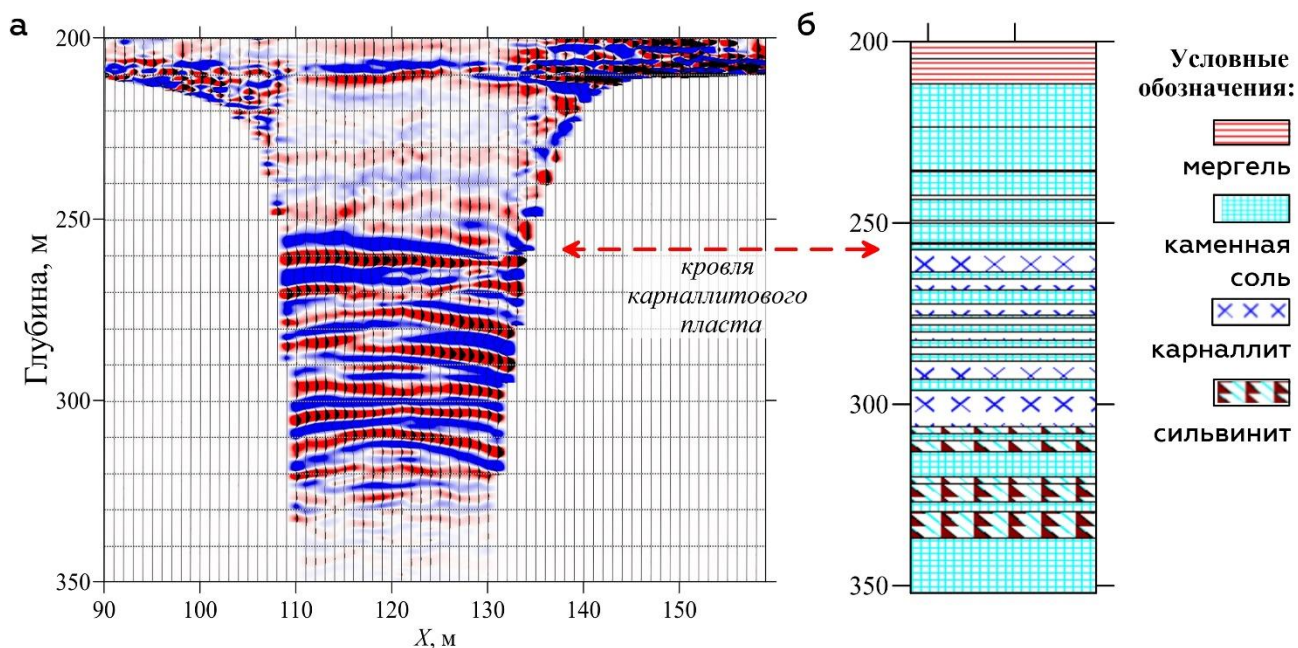 а
200
250
300
350
Глубина, м
90
100
110
120
130
140
150
X, м
кровля
карналлитового
пласта
б
200
250
300
350
Условные
обозначения:
мергель
каменная
соль
карналлит
сильвинит